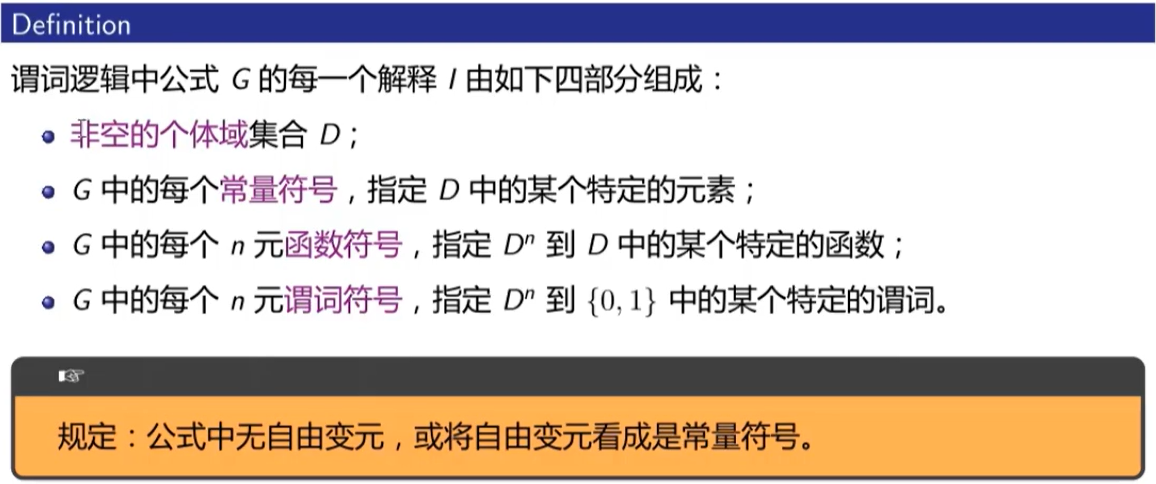 Definition
谓词逻辑中公式 G 的每一个解释 I 由如下四部分组成：
非空的个体域集合 D；
G 中的每个常量符号，指定 D 中的某个特定的元素；
G 中的每个 n 元函数符号，指定 Dⁿ 到 D 中的某个特定的函数；
G 中的每个 n 元谓词符号，指定 Dⁿ 到 {0, 1} 中的某个特定的谓词。
规定：公式中无自由变元，或将自由变元看成是常量符号。